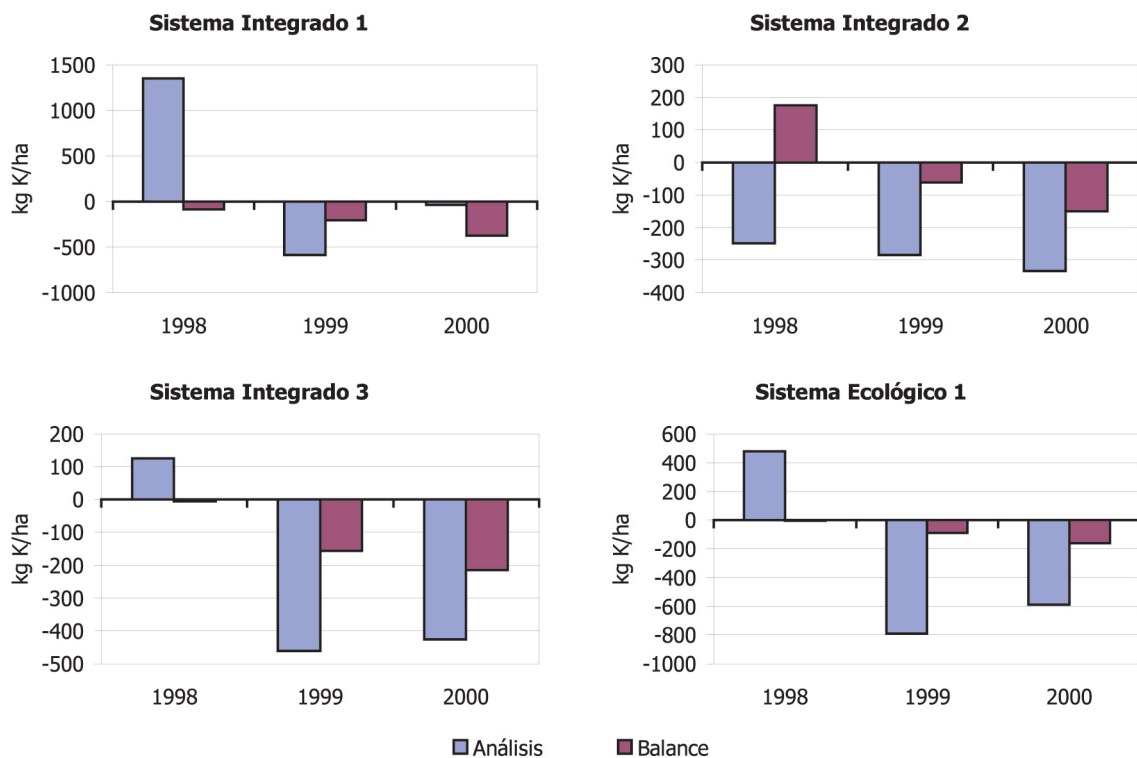 Sistema Integrado 1
kg K/ha
1500
1000
500
0
-500
-1000
1998 1999 2000
Sistema Integrado 2
kg K/ha
300
200
100
0
-100
-200
-300
-400
1998 1999 2000
Sistema Integrado 3
kg K/ha
200
100
0
-100
-200
-300
-400
-500
1998 1999 2000
Sistema Ecológico 1
kg K/ha
600
400
200
0
-200
-400
-600
-800
-1000
1998 1999 2000
Análisis Balance